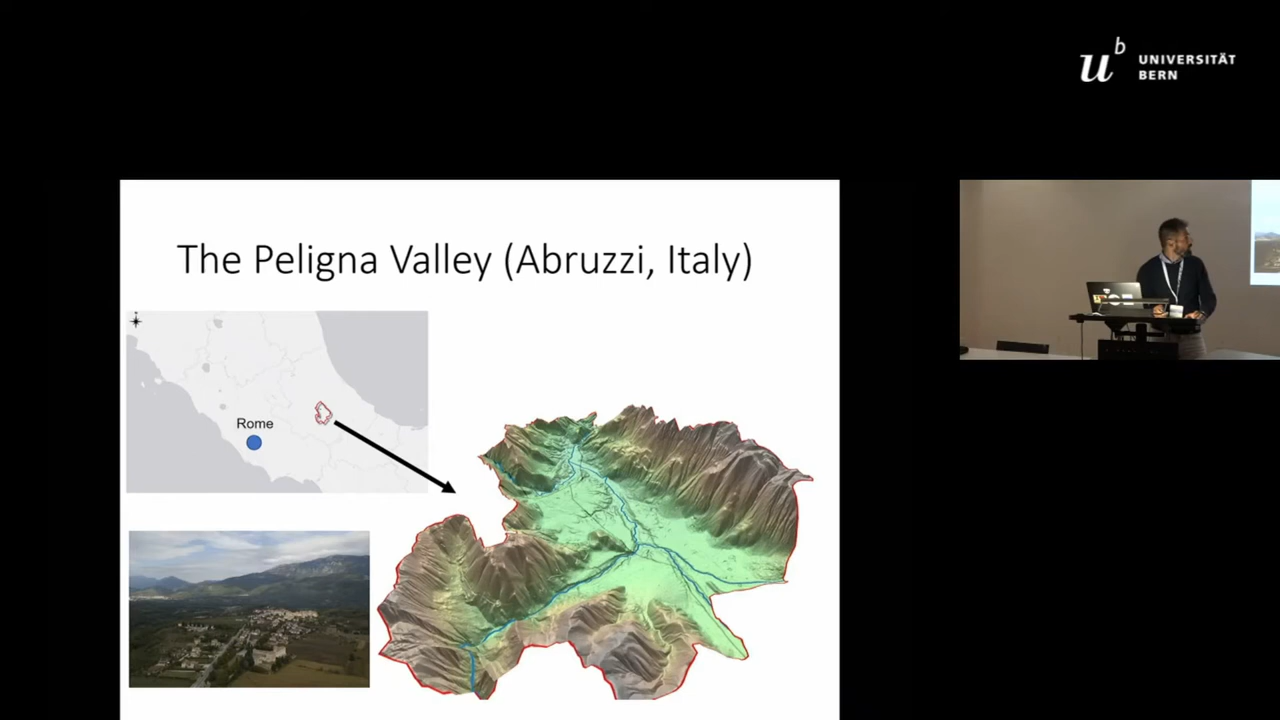 u^b
UNIVERSITÄT
BERN
The Peligna Valley (Abruzzi, Italy)
Rome